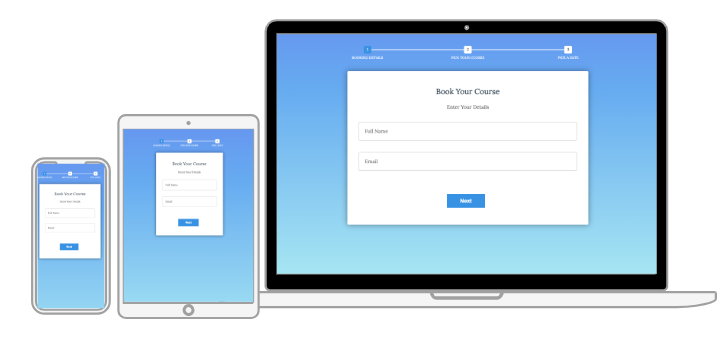 1 2 3
BUSINESS DETAILS PICK YOUR COURSE PICK A DATE
Book Your Course
Enter Your Details
Full Name
Email
Next
Book Your Course
Enter Your Details
Full Name
Email
Next
Book Your Course
Enter Your Details
Full Name
Email
Next